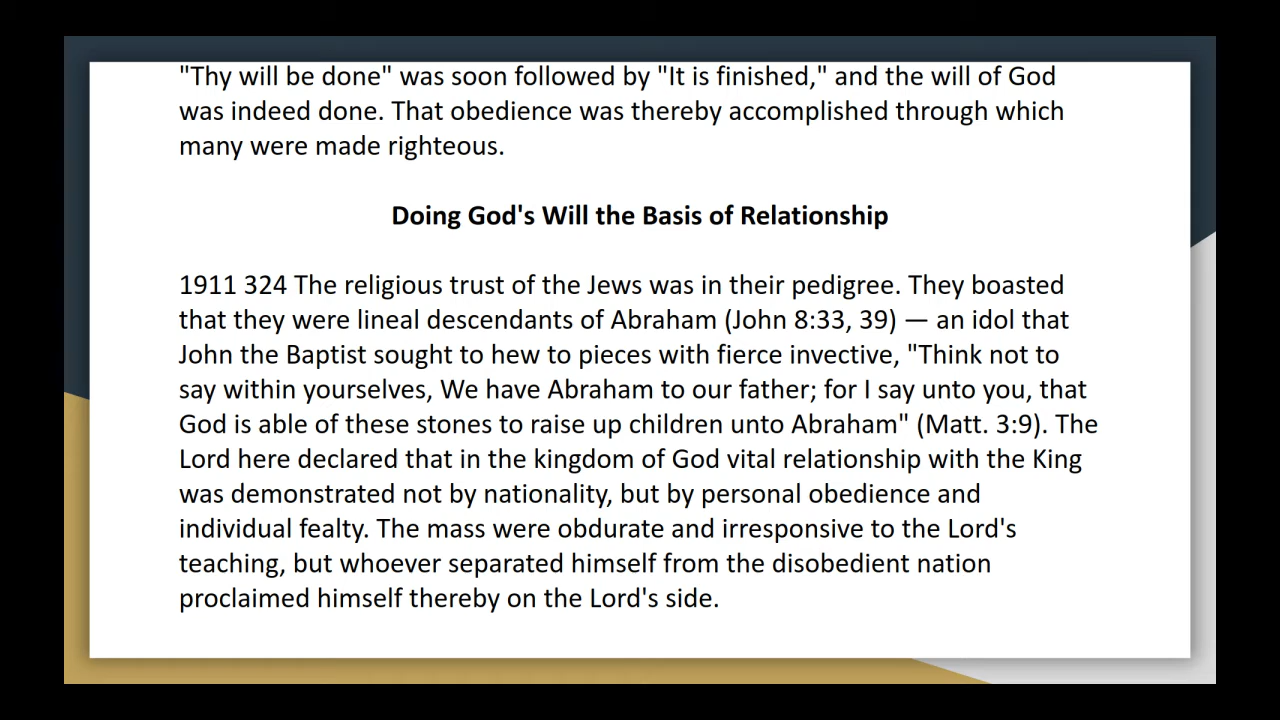 "Thy will be done" was soon followed by "It is finished," and the will of God
was indeed done. That obedience was thereby accomplished through which
many were made righteous.
Doing God's Will the Basis of Relationship
1911 324 The religious trust of the Jews was in their pedigree. They boasted
that they were lineal descendants of Abraham (John 8:33, 39) — an idol that
John the Baptist sought to hew to pieces with fierce invective, "Think not to
say within yourselves, We have Abraham to our father; for I say unto you, that
God is able of these stones to raise up children unto Abraham" (Matt. 3:9). The
Lord here declared that in the kingdom of God vital relationship with the King
was demonstrated not by nationality, but by personal obedience and
individual fealty. The mass were obdurate and irresponsive to the Lord's
teaching, but whoever separated himself from the disobedient nation
proclaimed himself thereby on the Lord's side.